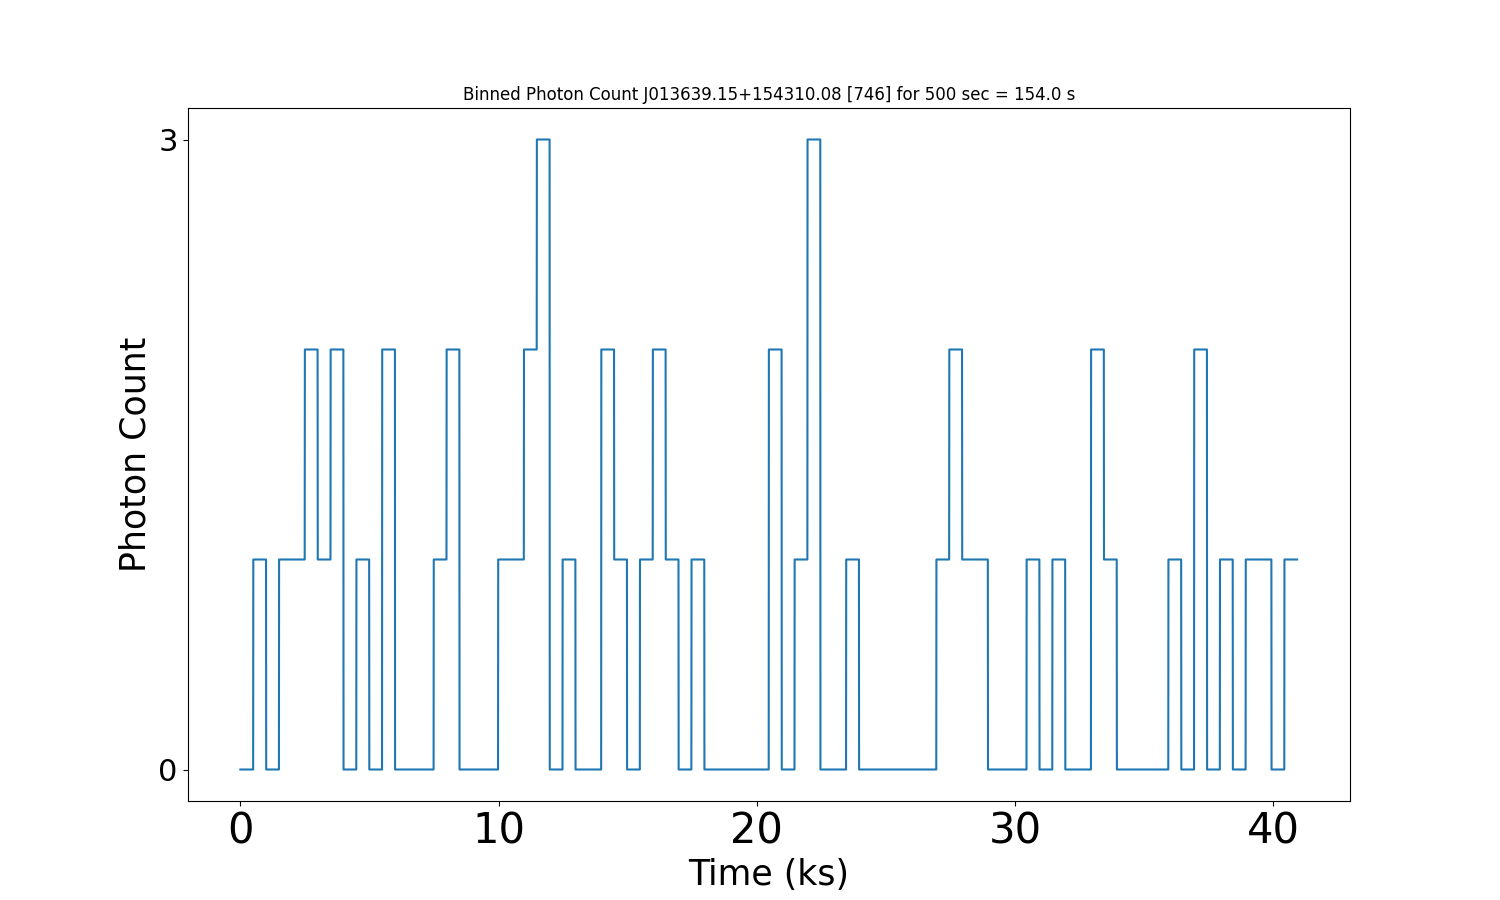 Binned Photon Count J013639.15+154310.08 [746] for 500 sec = 154.0 s
3
Photon Count
0
0 10 20 30 40
Time (ks)